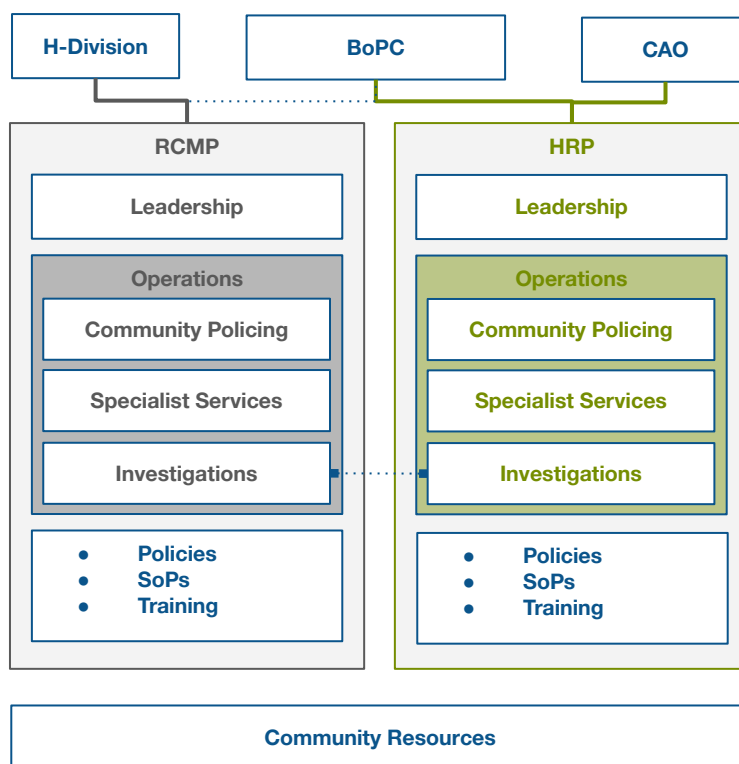 H-Division
BoPC
CAO
RCMP
Leadership
Operations
Community Policing
Specialist Services
Investigations
● Policies
● SoPs
● Training
HRP
Leadership
Operations
Community Policing
Specialist Services
Investigations
● Policies
● SoPs
● Training
Community Resources